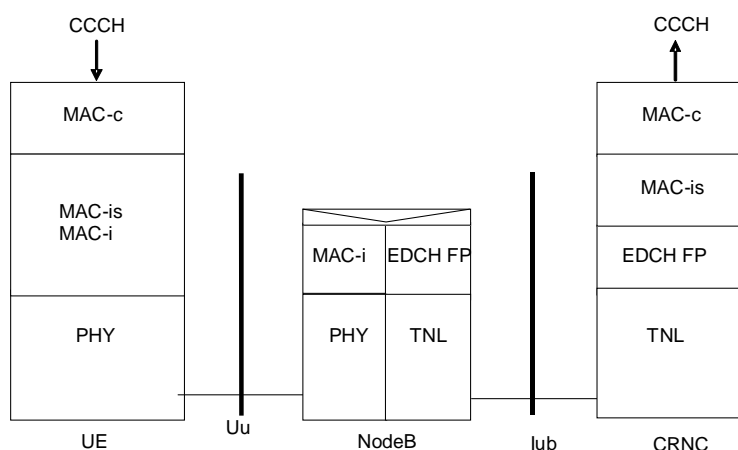 CCCH
CCCH
MAC-c
MAC-c
MAC-is
MAC-i
MAC-is
MAC-i
EDCH FP
EDCH FP
PHY
PHY
TNL
TNL
UE
Uu
NodeB
Iub
CRNC